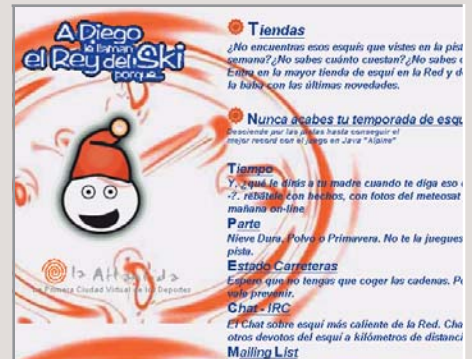 A Diego
le llaman
el Rey del Ski
porque...
la Atlántida
La Primera Ciudad Virtual de los Deportes
Tiendas
¿No encuentras esos esquís que vistes en la pist
semana?¿No sabes cuánto cuestan?¿No sabes
Entra en la mayor tienda de esquí en la Red y d
la baba con las últimas novedades.
Nunca acabes tu temporada de esqu
Desciende por las pistas hasta conseguir el
mejor record con el juego en Java "Alpine"
Tiempo
Y, ¿qué le dirás a tu madre cuando te diga eso
-?. rebátele con hechos, con fotos del meteosat
mañana on-line
Parte
Nieve Dura, Polvo o Primavera. No te la juegues
pista.
Estado Carreteras
Espero que no tengas que coger las cadenas. P
vale prevenir.
Chat - IRC
El Chat sobre esquí más caliente de la Red. Cha
otros devotos del esquí a kilómetros de distanci
Mailing List